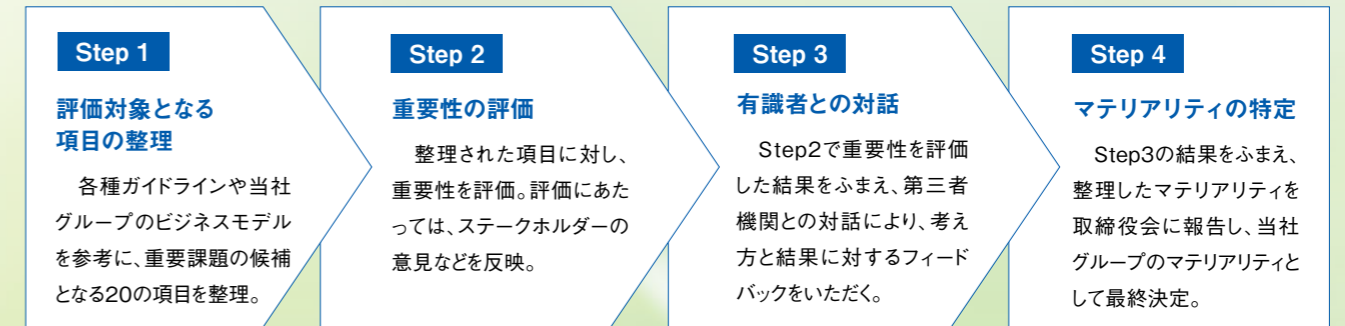 Step 1
評価対象となる
項目の整理
各種ガイドラインや当社
グループのビジネスモデル
を参考に、重要課題の候補
となる20の項目を整理。
Step 2
重要性の評価
整理された項目に対し、
重要性を評価。評価にあた
っては、ステークホルダーの
意見などを反映。
Step 3
有識者との対話
Step2で重要性を評価
した結果をふまえ、第三者
機関との対話により、考え
方と結果に対するフィード
バックをいただく。
Step 4
マテリアリティの特定
Step3の結果をふまえ、
整理したマテリアリティを
取締役会に報告し、当社
グループのマテリアリティと
して最終決定。